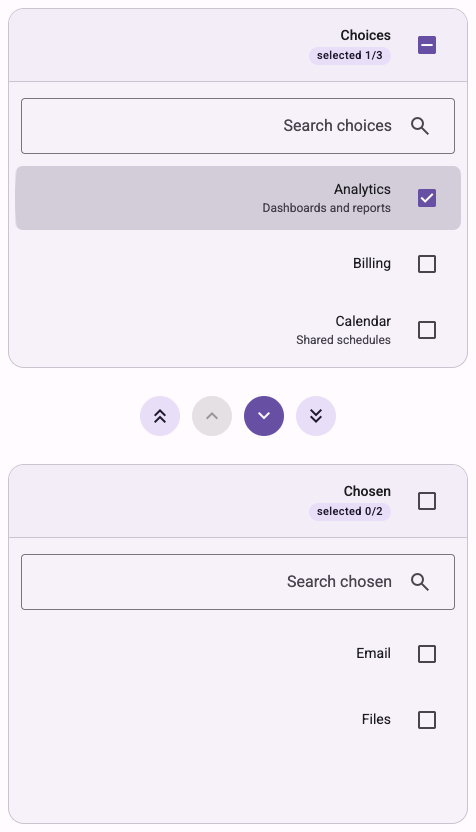 Choices
selected 1/3
Search choices
Analytics
Dashboards and reports
Billing
Calendar
Shared schedules
Chosen
selected 0/2
Search chosen
Email
Files